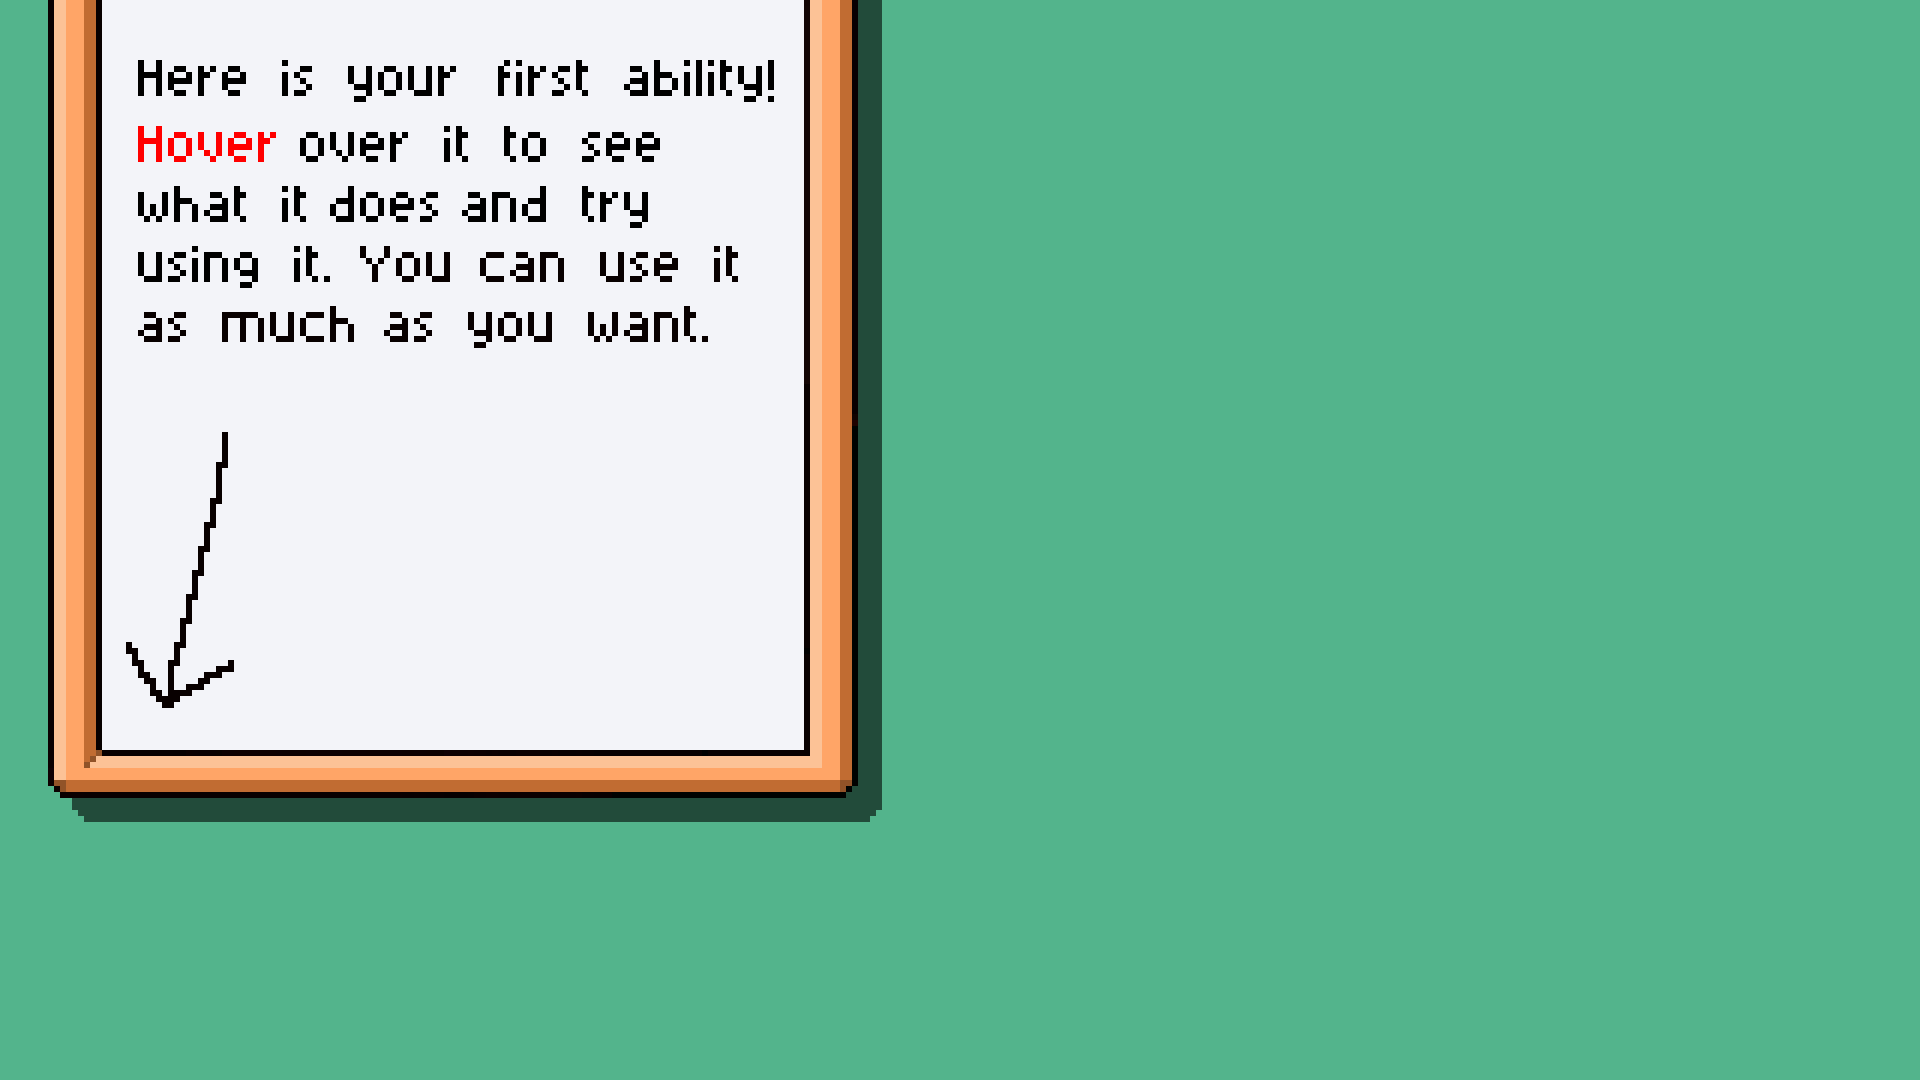 Here is your first ability!
Hover over it to see
what it does and try
using it. You can use it
as much as you want.